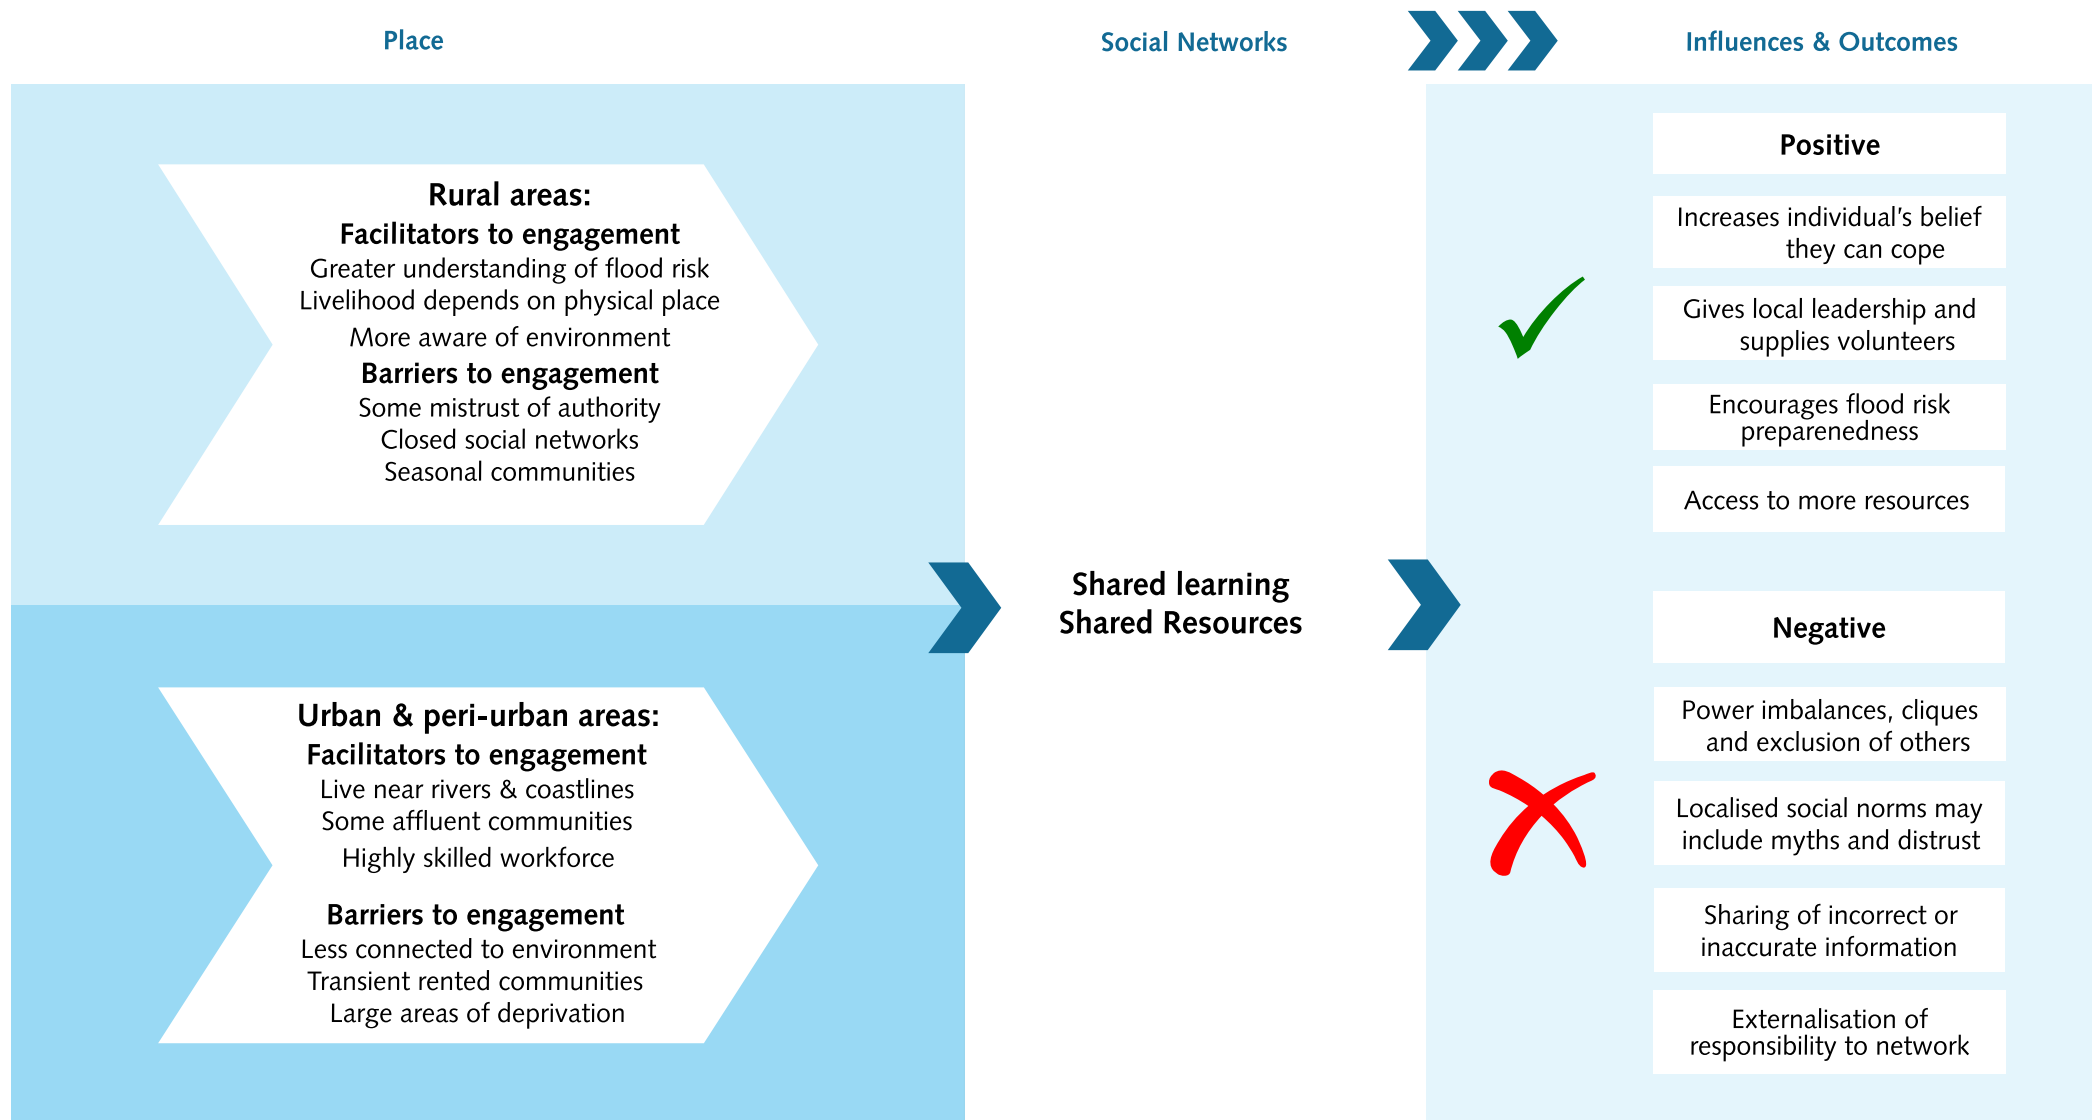 Place
Social Networks
Influences & Outcomes
Rural areas:
Facilitators to engagement
Greater understanding of flood risk
Livelihood depends on physical place
More aware of environment
Barriers to engagement
Some mistrust of authority
Closed social networks
Seasonal communities
Urban & peri-urban areas:
Facilitators to engagement
Live near rivers & coastlines
Some affluent communities
Highly skilled workforce
Barriers to engagement
Less connected to environment
Transient rented communities
Large areas of deprivation
Shared learning
Shared Resources
Positive
Increases individual’s belief
they can cope
Gives local leadership and
supplies volunteers
Encourages flood risk
preparenedness
Access to more resources
Negative
Power imbalances, cliques
and exclusion of others
Localised social norms may
include myths and distrust
Sharing of incorrect or
inaccurate information
Externalisation of
responsibility to network